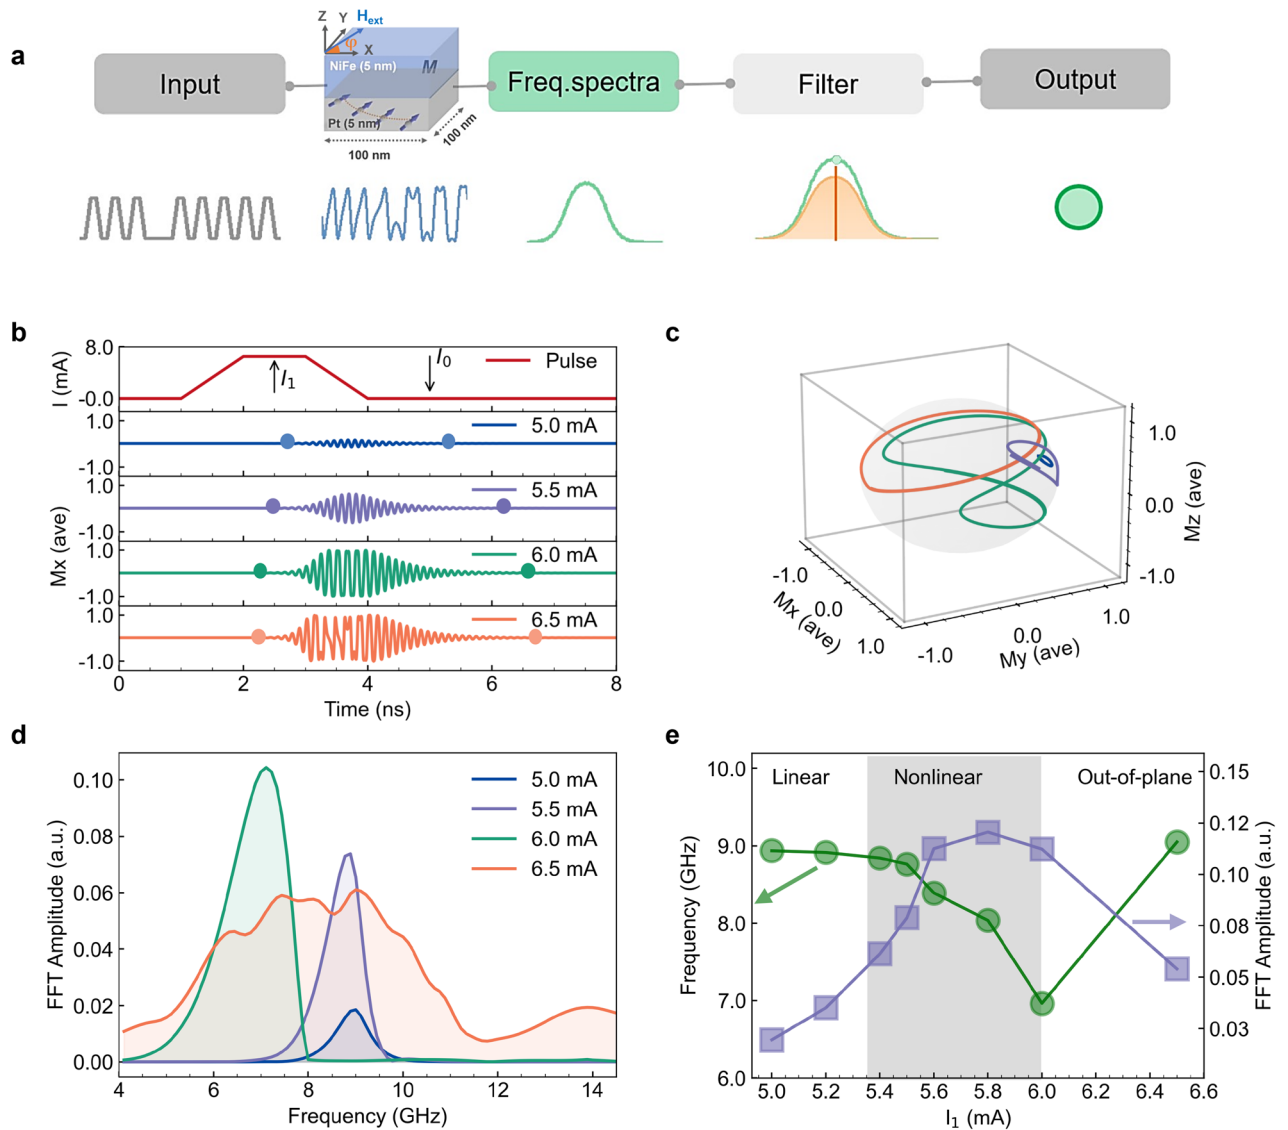 a
Input
Z Y Hext
φ X
NiFe (5 nm) M
Pt (5 nm)
100 nm
100 nm
Freq.spectra
Filter
Output
b
I (mA)
8.0
-0.0
I1
I0
Pulse
Mx (ave)
1.0
-1.0
5.0 mA
1.0
-1.0
5.5 mA
1.0
-1.0
6.0 mA
1.0
-1.0
6.5 mA
0 2 4 6 8
Time (ns)
c
1.0
0.0
-1.0
Mz (ave)
-1.0
0.0
1.0
Mx (ave)
-1.0
0.0
1.0
My (ave)
d
FFT Amplitude (a.u.)
0.10
0.08
0.06
0.04
0.02
0.00
5.0 mA
5.5 mA
6.0 mA
6.5 mA
4 6 8 10 12 14
Frequency (GHz)
e
Frequency (GHz)
10.0
9.0
8.0
7.0
6.0
Linear Nonlinear Out-of-plane
0.15
0.12
0.10
0.08
0.05
0.03
FFT Amplitude (a.u.)
5.0 5.2 5.4 5.6 5.8 6.0 6.2 6.4 6.6
I1 (mA)